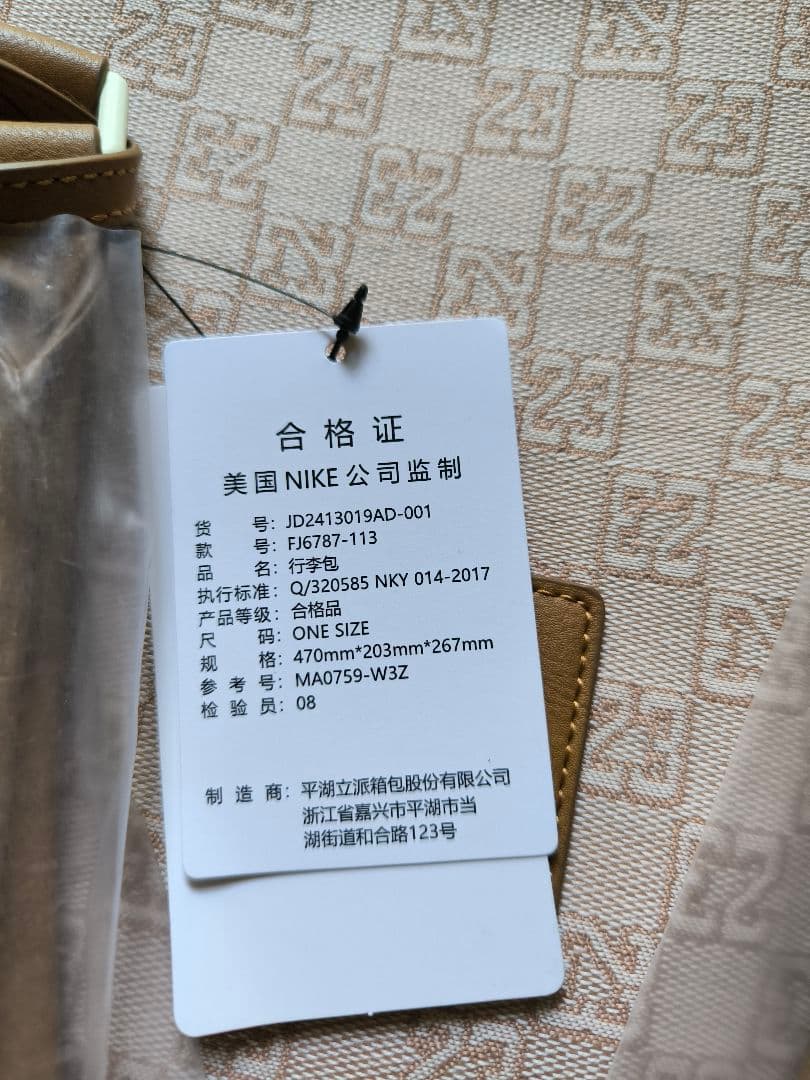 合格证
美国NIKE公司监制
货号：JD2413019AD-001
款号：FJ6787-113
品名：行李包
执行标准：Q/320585 NKY 014-2017
产品等级：合格品
尺码：ONE SIZE
规格：470mm*203mm*267mm
参考号：MA0759-W3Z
检验员：08
制造商：平湖立派箱包股份有限公司
浙江省嘉兴市平湖市当
湖街道和合路123号